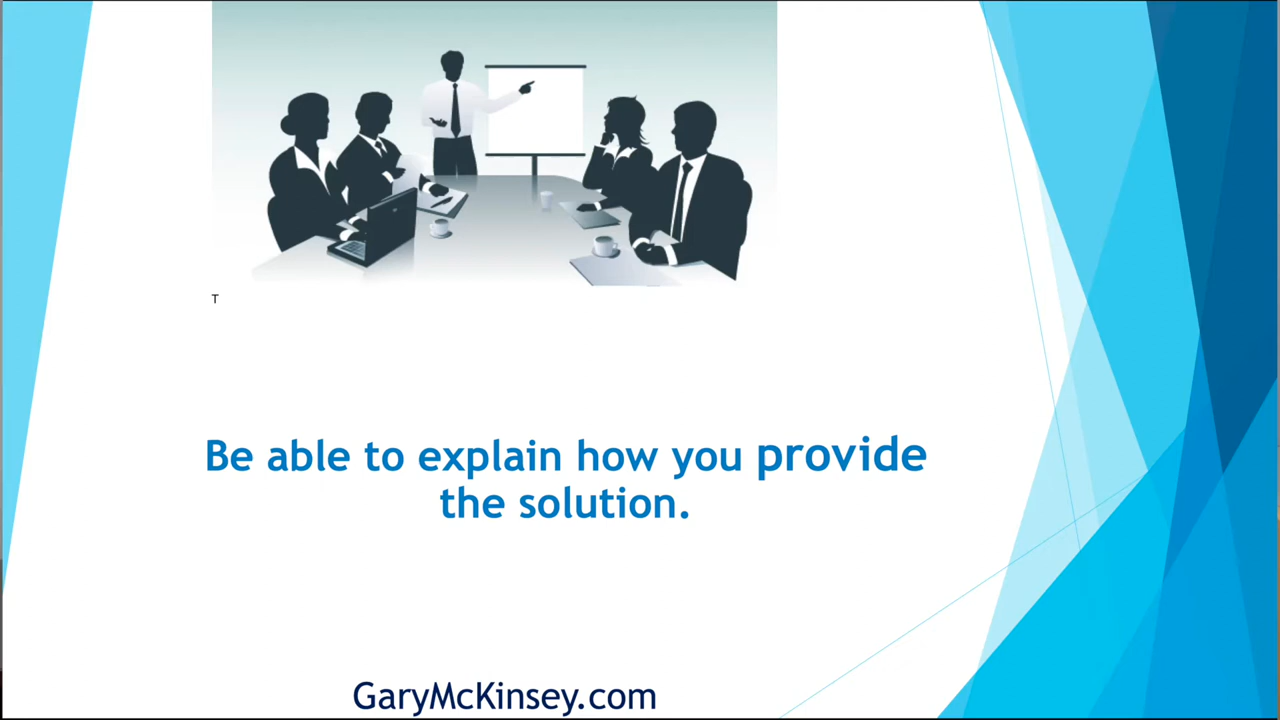 T
Be able to explain how you provide
the solution.
GaryMcKinsey.com